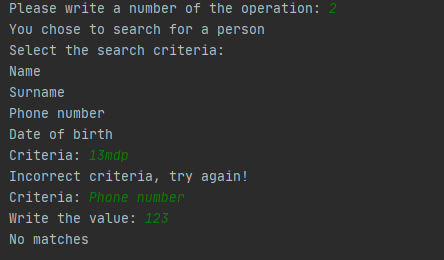 Please write a number of the operation: 2
You chose to search for a person
Select the search criteria:
Name
Surname
Phone number
Date of birth
Criteria: 13mdp
Incorrect criteria, try again!
Criteria: Phone number
Write the value: 123
No matches